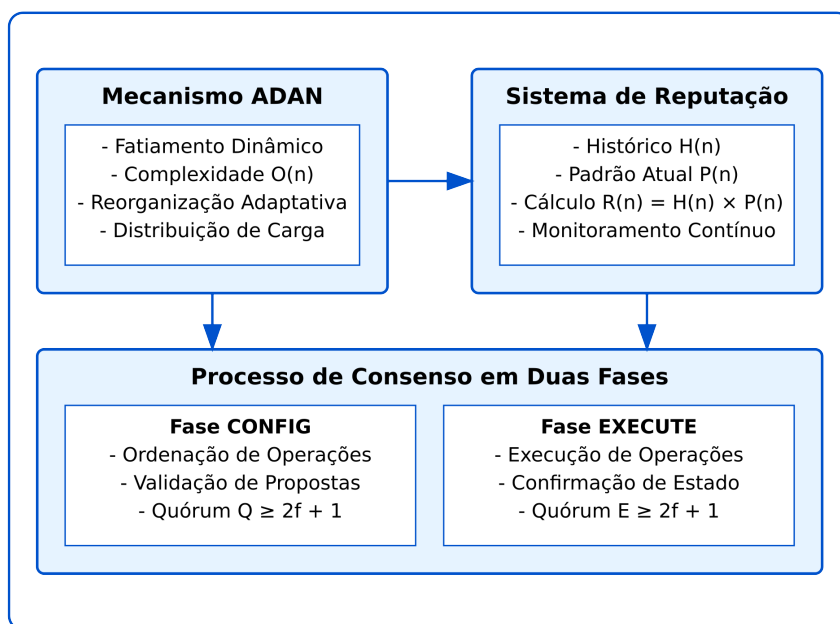 Mecanismo ADAN
- Fatiamento Dinâmico
- Complexidade O(n)
- Reorganização Adaptativa
- Distribuição de Carga
Sistema de Reputação
- Histórico H(n)
- Padrão Atual P(n)
- Cálculo R(n) = H(n) × P(n)
- Monitoramento Contínuo
Processo de Consenso em Duas Fases
Fase CONFIG
- Ordenação de Operações
- Validação de Propostas
- Quórum Q ≥ 2f + 1
Fase EXECUTE
- Execução de Operações
- Confirmação de Estado
- Quórum E ≥ 2f + 1